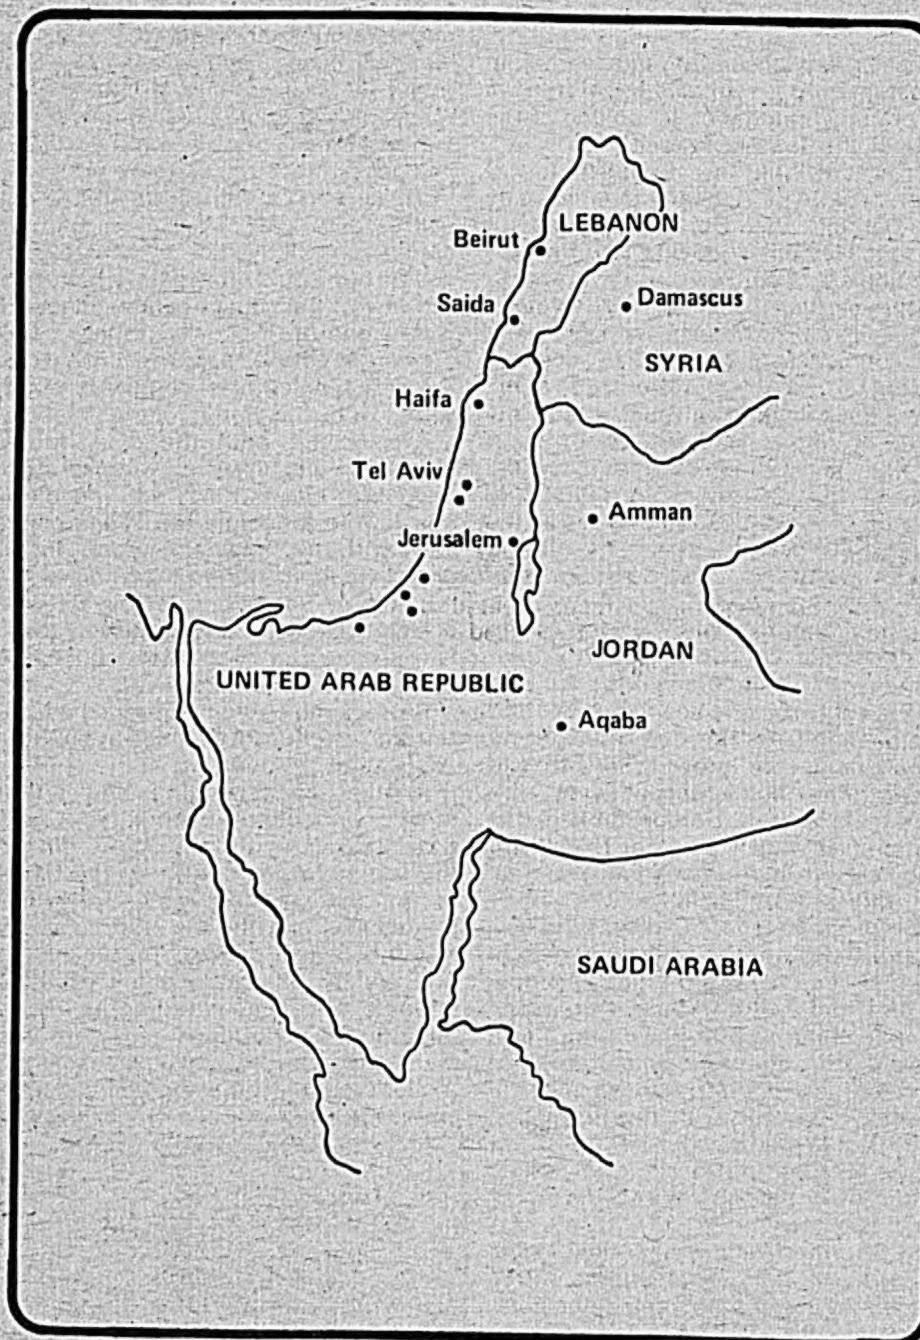 LEBANON
Beirut
Saida
Damascus
SYRIA
Haifa
Tel Aviv
Amman
Jerusalem
JORDAN
UNITED ARAB REPUBLIC
Aqaba
SAUDI ARABIA